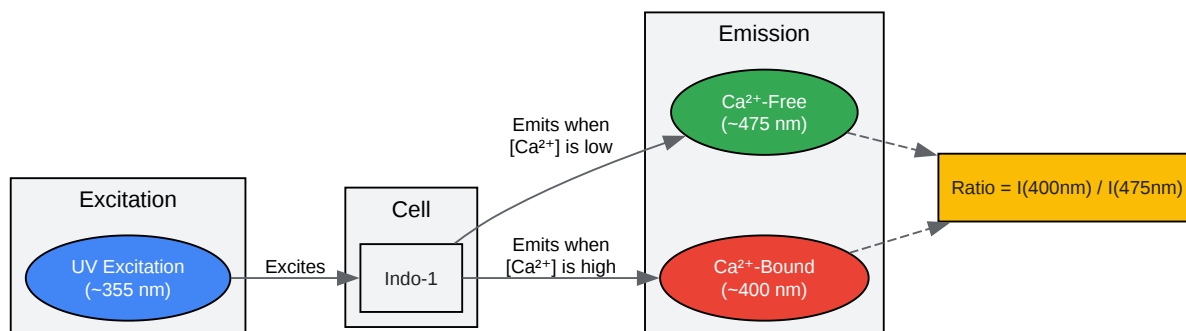 Excitation
UV Excitation
(~355 nm)
Excites
Cell
Indo-1
Emits when
[Ca²⁺] is low
Emits when
[Ca²⁺] is high
Emission
Ca²⁺-Free
(~475 nm)
Ca²⁺-Bound
(~400 nm)
Ratio = I(400nm) / I(475nm)